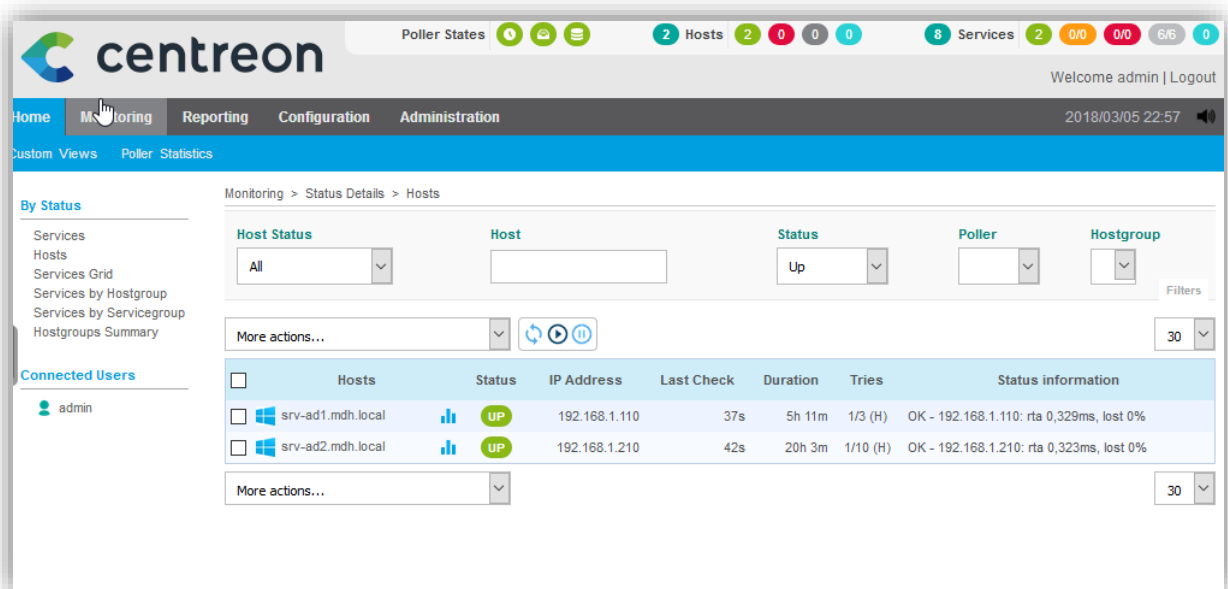 centreon
Poller States 2 Hosts 2 0 0 0 8 Services 2 0/0 0/0 6/6 0
Welcome admin | Logout
Home Monitoring Reporting Configuration Administration 2018/03/05 22:57
Custom Views Poller Statistics
Monitoring > Status Details > Hosts
By Status
Services
Hosts
Services Grid
Services by Hostgroup
Services by Servicegroup
Hostgroups Summary
Connected Users
admin
Host Status Host Status Poller Hostgroup
All Up
Filters
More actions... 30
Hosts Status IP Address Last Check Duration Tries Status information
srv-ad1.mdh.local UP 192.168.1.110 37s 5h 11m 1/3 (H) OK - 192.168.1.110: rta 0,329ms, lost 0%
srv-ad2.mdh.local UP 192.168.1.210 42s 20h 3m 1/10 (H) OK - 192.168.1.210: rta 0,323ms, lost 0%
More actions... 30